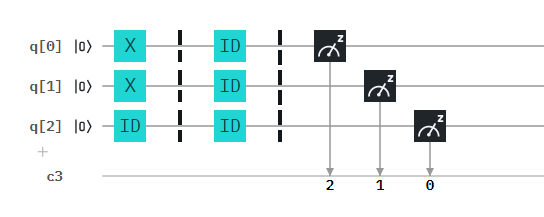 q[0] |0⟩ X ID z
q[1] |0⟩ X ID z
q[2] |0⟩ ID ID z
+
c3
2 1 0